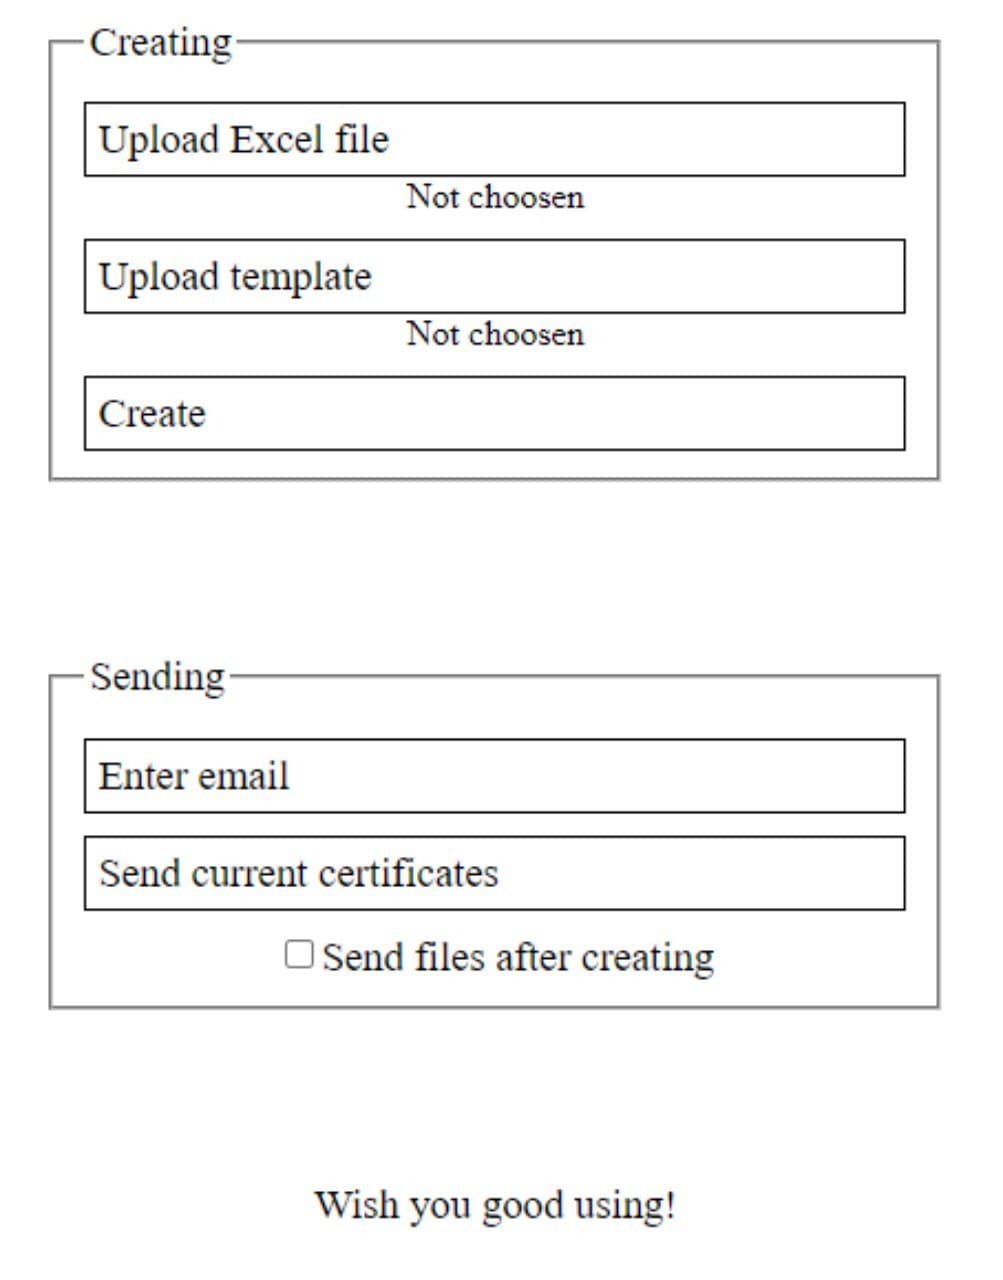 Creating
Upload Excel file
Not choosen
Upload template
Not choosen
Create
Sending
Enter email
Send current certificates
Send files after creating
Wish you good using!